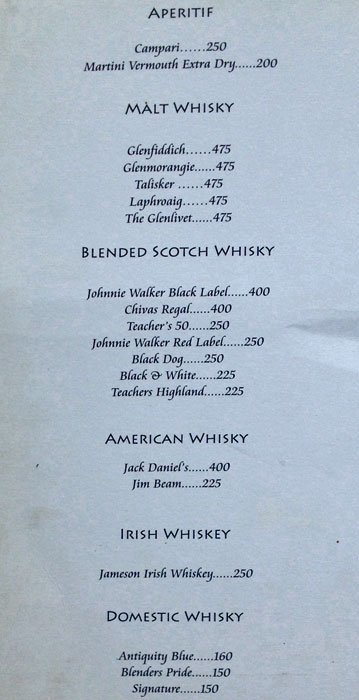 APERITIF
Campari......250
Martini Vermouth Extra Dry......200
MÀLT WHISKY
Glenfiddich......475
Glenmorangie......475
Talisker ......475
Laphroaig......475
The Glenlivet......475
BLENDED SCOTCH WHISKY
Johnnie Walker Black Label......400
Chivas Regal......400
Teacher's 50......250
Johnnie Walker Red Label......250
Black Dog......250
Black & White......225
Teachers Highland......225
AMERICAN WHISKY
Jack Daniel's......400
Jim Beam......225
IRISH WHISKEY
Jameson Irish Whiskey......250
DOMESTIC WHISKY
Antiquity Blue......160
Blenders Pride......150
Signature......150